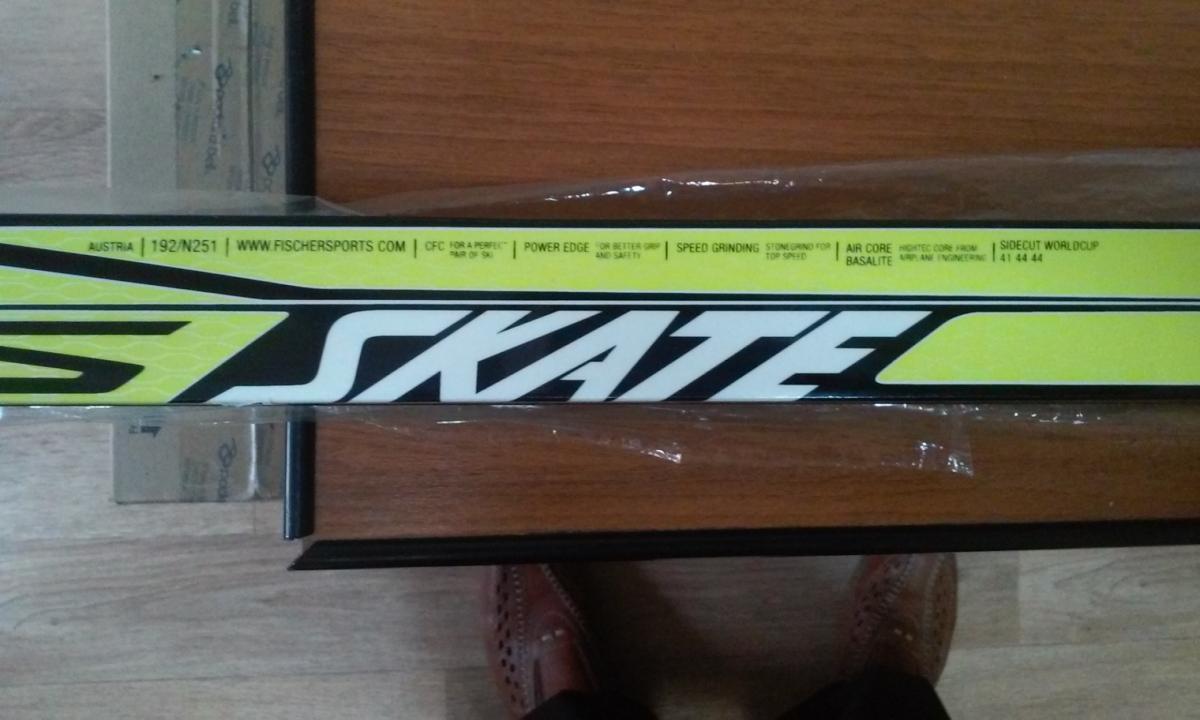 AUSTRIA | 192/N251 | WWW.FISCHERSPORTS.COM | CFC FOR A PERFECT PAIR OF SKI | POWER EDGE FOR BETTER GRIP AND SAFETY | SPEED GRINDING STONEGRIND FOR TOP SPEED | AIR CORE BASALITE HIGHTEC CORE FROM AIRPLANE ENGINEERING | SIDECUT WORLDCUP 41 44 44
S SKATE